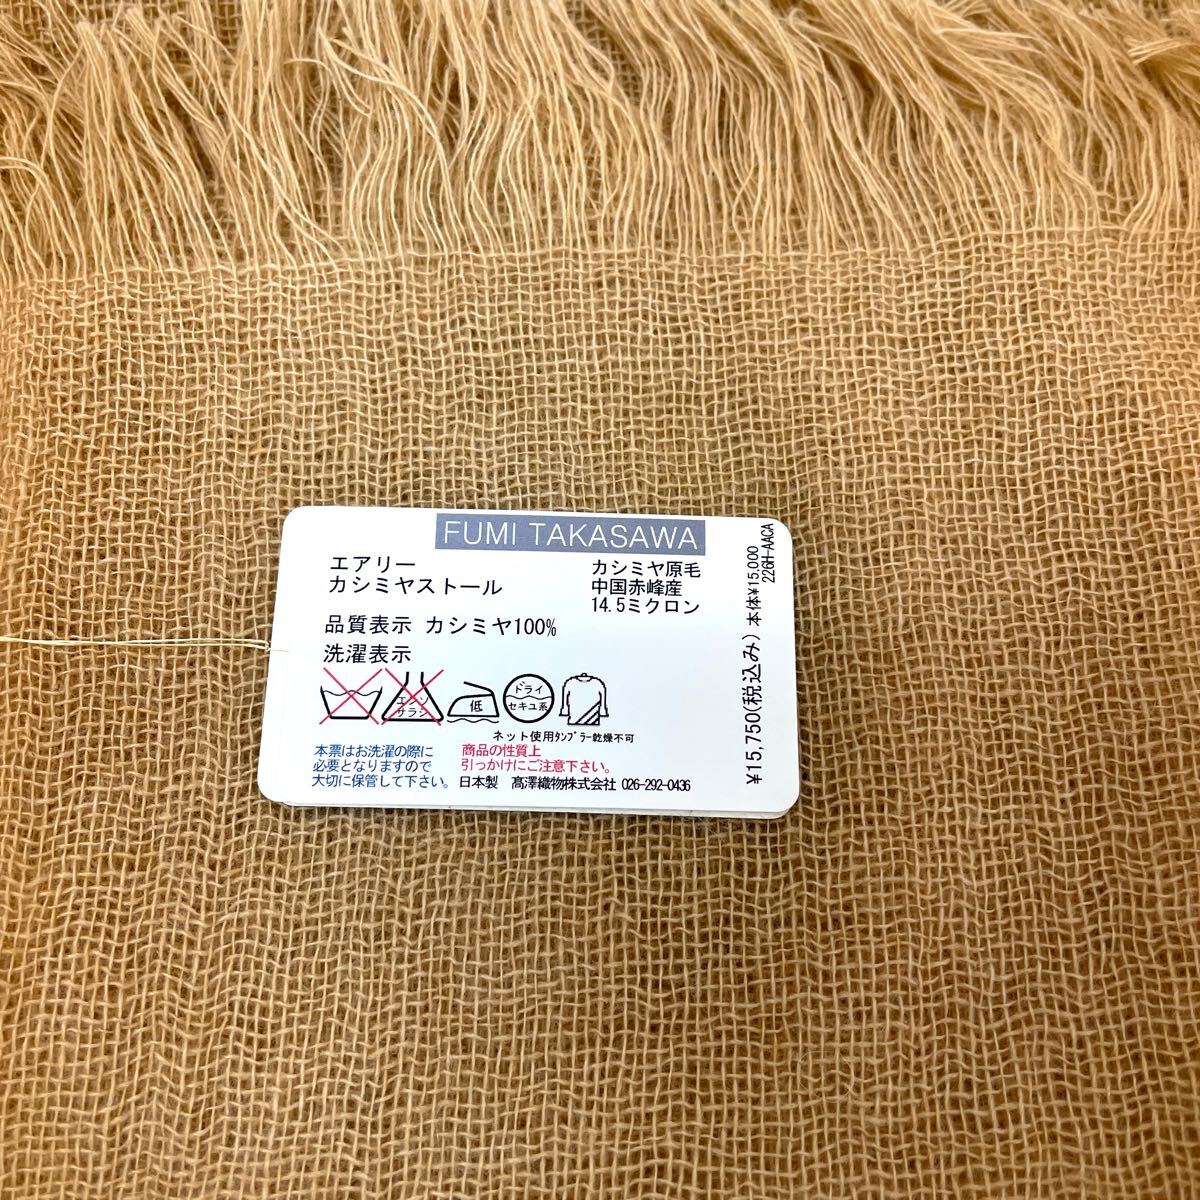 FUMI TAKASAWA
エアリー
カシミヤストール
カシミヤ原毛
中国赤峰産
14.5ミクロン
品質表示 カシミヤ100%
洗濯表示
エンソ
サラシ
低
ドライ
セキユ系
ネット使用ﾀﾝﾌﾞﾗｰ乾燥不可
本票はお洗濯の際に
必要となりますので
大切に保管して下さい。
商品の性質上
引っかけにご注意下さい。
日本製 髙澤織物株式会社 026-292-0436
¥15,750(税込み) 本体¥15,000
226H-AACA